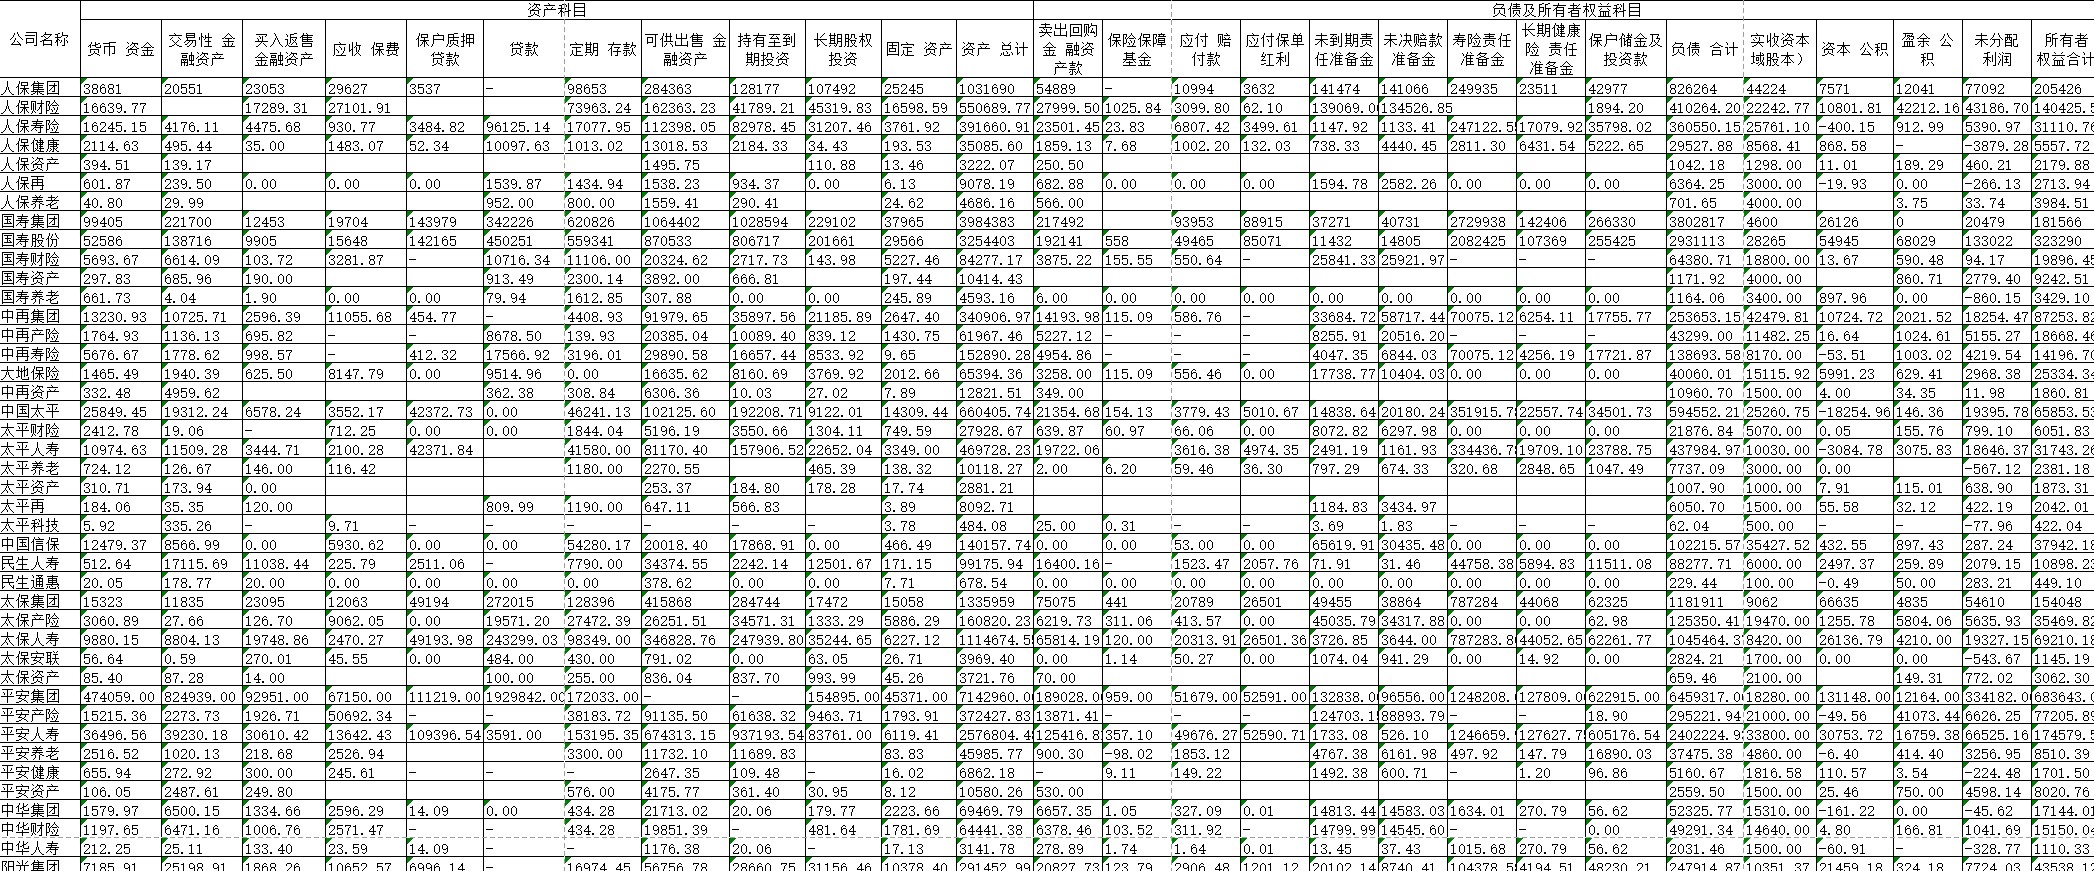 资产科目 负债及所有者权益科目
公司名称 货币 资金 交易性 金融资产 买入返售金融资产 应收 保费 保户质押贷款 贷款 定期 存款 可供出售 金融资产 持有至到期投资 长期股权投资 固定 资产 资产 总计 卖出回购金 融资产款 保险保障基金 应付 赔付款 应付保单红利 未到期责任准备金 未决赔款准备金 寿险责任准备金 长期健康险 责任准备金 保户储金及投资款 负债 合计 实收资本 域股本） 资本 公积 盈余 公积 未分配利润 所有者权益合计
人保集团 38681 20551 23053 29627 3537 - 98653 284363 128177 107492 25245 1031690 54889 - 10994 3632 141474 141066 249935 23511 42977 826264 44224 7571 12041 77092 205426
人保财险 16639.77 17289.31 27101.91 73963.24 162363.23 41789.21 45319.83 16598.59 550689.77 27999.50 1025.84 3099.80 62.10 139069.0 134526.85 1894.20 410264.20 22242.77 10801.81 42212.16 43186.70 140425.5
人保寿险 16245.15 4176.11 4475.68 930.77 3484.82 96125.14 17077.95 112398.05 82978.45 31207.46 3761.92 391660.91 23501.45 23.83 6807.42 3499.61 1147.92 1133.41 247122.5 17079.92 35798.02 360550.15 25761.10 -400.15 912.99 5390.97 31110.76
人保健康 2114.63 495.44 35.00 1483.07 52.34 10097.63 1013.02 13018.53 2184.33 34.43 193.53 35085.60 1859.13 7.68 1002.20 132.03 738.33 4440.45 2811.30 6431.54 5222.65 29527.88 8568.41 868.58 - -3879.28 5557.72
人保资产 394.51 139.17 1495.75 110.88 13.46 3222.07 250.50 1042.18 1298.00 11.01 189.29 460.21 2179.88
人保再 601.87 239.50 0.00 0.00 0.00 1539.87 1434.94 1538.23 934.37 0.00 6.13 9078.19 682.88 0.00 0.00 0.00 1594.78 2582.26 0.00 0.00 0.00 6364.25 3000.00 -19.93 0.00 -266.13 2713.94
人保养老 40.80 29.99 952.00 800.00 1559.41 290.41 24.62 4686.16 566.00 701.65 4000.00 3.75 33.74 3984.51
国寿集团 99405 221700 12453 19704 143979 342226 620826 1064402 1028594 229102 37965 3984383 217492 93953 88915 37271 40731 2729938 142406 266330 3802817 4600 26126 0 20479 181566
国寿股份 52586 138716 9905 15648 142165 450251 559341 870533 806717 201661 29566 3254403 192141 558 49465 85071 11432 14805 2082425 107369 255425 2931113 28265 54945 68029 133022 323290
国寿财险 5693.67 6614.09 103.72 3281.87 - 10716.34 11106.00 20324.62 2717.73 143.98 5227.46 84277.17 3875.22 155.55 550.64 - 25841.33 25921.97 64380.71 18800.00 13.67 590.48 94.17 19896.45
国寿资产 297.83 685.96 190.00 913.49 2300.14 3892.00 666.81 197.44 10414.43 1171.92 4000.00 860.71 2779.40 9242.51
国寿养老 661.73 4.04 1.90 0.00 0.00 79.94 1612.85 307.88 0.00 0.00 245.89 4593.16 6.00 0.00 0.00 0.00 0.00 0.00 0.00 0.00 0.00 1164.06 3400.00 897.96 0.00 -860.15 3429.10
中再集团 13230.93 10725.71 2596.39 11055.68 454.77 - 4408.93 91979.65 35897.56 21185.89 2647.40 340906.97 14193.98 115.09 586.76 - 33684.72 58717.44 70075.12 6254.11 17755.77 253653.15 42479.81 10724.72 2021.52 18254.47 87253.82
中再产险 1764.93 1136.13 695.82 - - 8678.50 139.93 20385.04 10089.40 839.12 1430.75 61967.46 5227.12 - - - 8255.91 20516.20 - - - 43299.00 11482.25 16.64 1024.61 5155.27 18668.46
中再寿险 5676.67 1778.62 998.57 - 412.32 17566.92 3196.01 29890.58 16657.44 8533.92 9.65 152890.28 4954.86 - - - 4047.35 6844.03 70075.12 4256.19 17721.87 138693.58 8170.00 -53.51 1003.02 4219.54 14196.70
大地保险 1465.49 1940.39 625.50 8147.79 0.00 9514.96 0.00 16635.62 8160.69 3769.92 2012.66 65394.36 3258.00 115.09 556.46 0.00 17738.77 10404.03 0.00 0.00 0.00 40060.01 15115.92 5991.23 629.41 2968.38 25334.34
中再资产 332.48 4959.62 362.38 308.84 6306.36 10.03 27.02 7.89 12821.51 349.00 10960.70 1500.00 4.00 34.35 11.98 1860.81
中国太平 25849.45 19312.24 6578.24 3552.17 42372.73 0.00 46241.13 102125.60 192208.71 9122.01 14309.44 660405.74 21354.68 154.13 3779.43 5010.67 14838.64 20180.24 351915.7 22557.74 34501.73 594552.21 25260.75 -18254.96 146.36 19395.78 65853.53
太平财险 2412.78 19.06 - 712.25 0.00 0.00 1844.04 5196.19 3550.66 1304.11 749.59 27928.67 639.87 60.97 66.06 0.00 8072.82 6297.98 0.00 0.00 0.00 21876.84 5070.00 0.05 155.76 799.10 6051.83
太平人寿 10974.63 11509.28 3444.71 2100.28 42371.84 41580.00 81170.40 157906.52 22652.04 3349.00 469728.23 19722.06 3616.38 4974.35 2491.19 1161.93 334436.7 19709.10 23788.75 437984.97 10030.00 -3084.78 3075.83 18646.37 31743.26
太平养老 724.12 126.67 146.00 116.42 1180.00 2270.55 465.39 138.32 10118.27 2.00 6.20 59.46 36.30 797.29 674.33 320.68 2848.65 1047.49 7737.09 3000.00 0.00 -567.12 2381.18
太平资产 310.71 173.94 0.00 253.37 184.80 178.28 17.74 2881.21 1007.90 1000.00 7.91 115.01 638.90 1873.31
太平再 184.06 35.35 120.00 809.99 1190.00 647.11 566.83 3.89 8092.71 1184.83 3434.97 6050.70 1500.00 55.58 32.12 422.19 2042.01
太平科技 5.92 335.26 - 9.71 - - - - - - 3.78 484.08 25.00 0.31 - - 3.69 1.83 - - - 62.04 500.00 - - -77.96 422.04
中国信保 12479.37 8566.99 0.00 5930.62 0.00 0.00 54280.17 20018.40 17868.91 0.00 466.49 140157.74 0.00 0.00 53.00 0.00 65619.91 30435.48 0.00 0.00 0.00 102215.57 35427.52 432.55 897.43 287.24 37942.18
民生人寿 512.64 17115.69 11038.44 225.79 2511.06 - 7790.00 34374.55 2242.14 12501.67 171.15 99175.94 16400.16 - 1523.47 2057.76 71.91 31.46 44758.38 5894.83 11511.08 88277.71 6000.00 2497.37 259.89 2079.15 10898.23
民生通惠 20.05 178.77 20.00 0.00 0.00 0.00 0.00 378.62 0.00 0.00 7.71 678.54 0.00 0.00 0.00 0.00 0.00 0.00 0.00 0.00 0.00 229.44 100.00 -0.49 50.00 283.21 449.10
太保集团 15323 11835 23095 12063 49194 272015 128396 415868 284744 17472 15058 1335959 75075 441 20789 26501 49455 38864 787284 44068 62325 1181911 9062 66635 4835 54610 154048
太保产险 3060.89 27.66 126.70 9062.05 0.00 19571.20 27472.39 26251.51 34571.31 1333.29 5886.29 160820.23 6219.73 311.06 413.57 0.00 45035.79 34317.88 0.00 0.00 62.98 125350.41 19470.00 1255.78 5804.06 5635.93 35469.82
太保人寿 9880.15 8804.13 19748.86 2470.27 49193.98 243299.03 98349.00 346828.76 247939.80 35244.65 6227.12 1114674.5 65814.19 120.00 20313.91 26501.36 3726.85 3644.00 787283.8 44052.65 62261.77 1045464.3 8420.00 26136.79 4210.00 19327.15 69210.18
太保安联 56.64 0.59 270.01 45.55 0.00 484.00 430.00 791.02 0.00 63.05 26.71 3969.40 0.00 1.14 50.27 0.00 1074.04 941.29 0.00 14.92 0.00 2824.21 1700.00 0.00 0.00 -543.67 1145.19
太保资产 85.40 87.28 14.00 100.00 255.00 836.04 837.70 993.99 45.26 3721.76 70.00 659.46 2100.00 149.31 772.02 3062.30
平安集团 474059.00 824939.00 92951.00 67150.00 111219.00 1929842.00 172033.00 - - 154895.00 45371.00 7142960.0 189028.0 959.00 51679.00 52591.00 132838.0 96556.00 1248208. 127809.0 622915.00 6459317.0 18280.00 131148.00 12164.00 334182.0 683643.0
平安产险 15215.36 2273.73 1926.71 50692.34 - - 38183.72 91135.50 61638.32 9463.71 1793.91 372427.83 13871.41 - - - 124703.1 88893.79 - - 18.90 295221.94 21000.00 -49.56 41073.44 6626.25 77205.89
平安人寿 36496.56 39230.18 30610.42 13642.43 109396.54 3591.00 153195.35 674313.15 937193.54 83761.00 6119.41 2576804.4 125416.8 357.10 49676.27 52590.71 1733.08 526.10 1246659. 127627.7 605176.54 2402224.9 33800.00 30753.72 16759.38 66525.16 174579.5
平安养老 2516.52 1020.13 218.68 2526.94 3300.00 11732.10 11689.83 83.83 45985.77 900.30 -98.02 1853.12 4767.38 6161.98 497.92 147.79 16890.03 37475.38 4860.00 -6.40 414.40 3256.95 8510.39
平安健康 655.94 272.92 300.00 245.61 - - - 2647.35 109.48 - 16.02 6862.18 - 9.11 149.22 1492.38 600.71 - 1.20 96.86 5160.67 1816.58 110.57 3.54 -224.48 1701.50
平安资产 106.05 2487.61 249.80 576.00 4175.77 361.40 30.95 8.12 10580.26 530.00 2559.50 1500.00 25.46 750.00 4598.14 8020.76
中华集团 1579.97 6500.15 1334.66 2596.29 14.09 0.00 434.28 21713.02 20.06 179.77 2223.66 69469.79 6657.35 1.05 327.09 0.01 14813.44 14583.03 1634.01 270.79 56.62 52325.77 15310.00 -161.22 0.00 -45.62 17144.01
中华财险 1197.65 6471.16 1006.76 2571.47 - - 434.28 19851.39 - 481.64 1781.69 64441.38 6378.46 103.52 311.92 - 14799.99 14545.60 - - 0.00 49291.34 14640.00 4.80 166.81 1041.69 15150.04
中华人寿 212.25 25.11 133.40 23.59 14.09 - - 1176.38 20.06 - 17.13 3141.78 278.89 1.74 1.64 0.01 13.45 37.43 1015.68 270.79 56.62 2031.46 1500.00 -60.91 - -328.77 1110.33
阳光集团 7185.91 25198.91 1868.26 10652.57 6996.14 - 16974.45 56756.78 28660.75 31156.46 10378.40 291452.99 20827.73 123.79 2906.48 1201.12 20102.14 8740.41 104378.5 4194.51 48230.21 247914.87 10351.37 21459.18 324.18 7724.03 43538.12